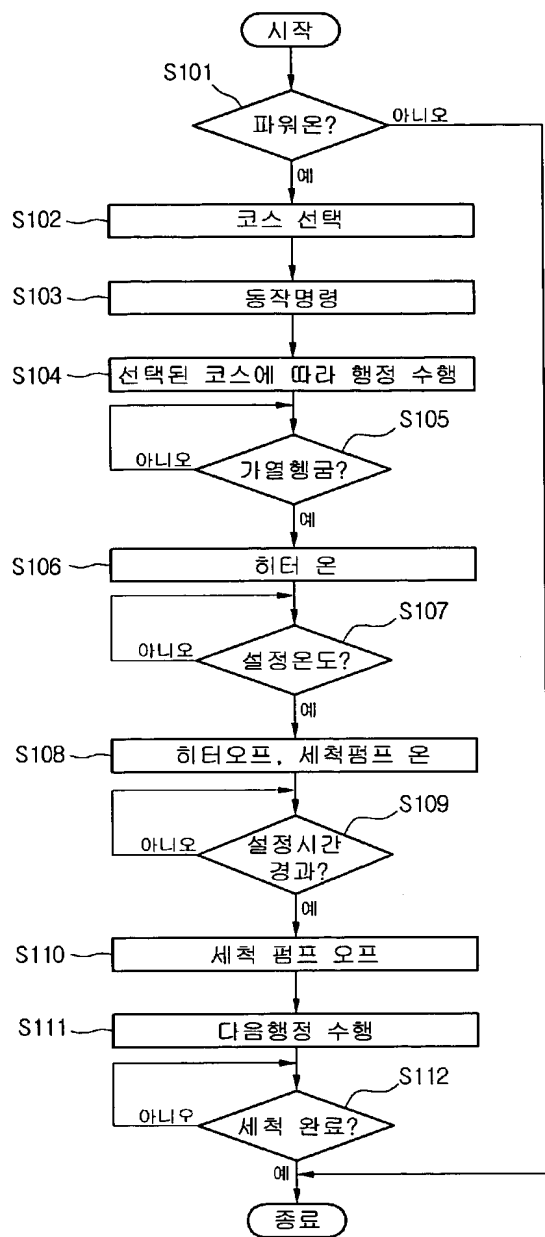 시작
S101
파워온?
아니오
예
S102
코스 선택
S103
동작명령
S104
선택된 코스에 따라 행정 수행
S105
가열헹굼?
아니오
예
S106
히터 온
S107
설정온도?
아니오
예
S108
히터오프, 세척펌프 온
S109
설정시간
경과?
아니오
예
S110
세척 펌프 오프
S111
다음행정 수행
S112
세척 완료?
아니오
예
종료